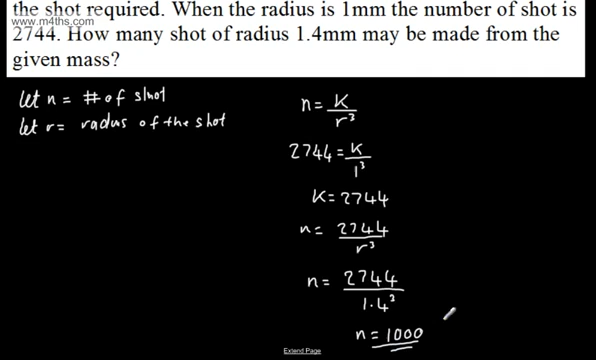 the shot required. When the radius is 1mm the number of shot is
www.m4ths.com
2744. How many shot of radius 1.4mm may be made from the
given mass?
let n = # of shot
let r = radius of the shot
n = K / r³
2744 = K / 1³
K = 2744
n = 2744 / r³
n = 2744 / 1.4³
n = 1000
Extend Page